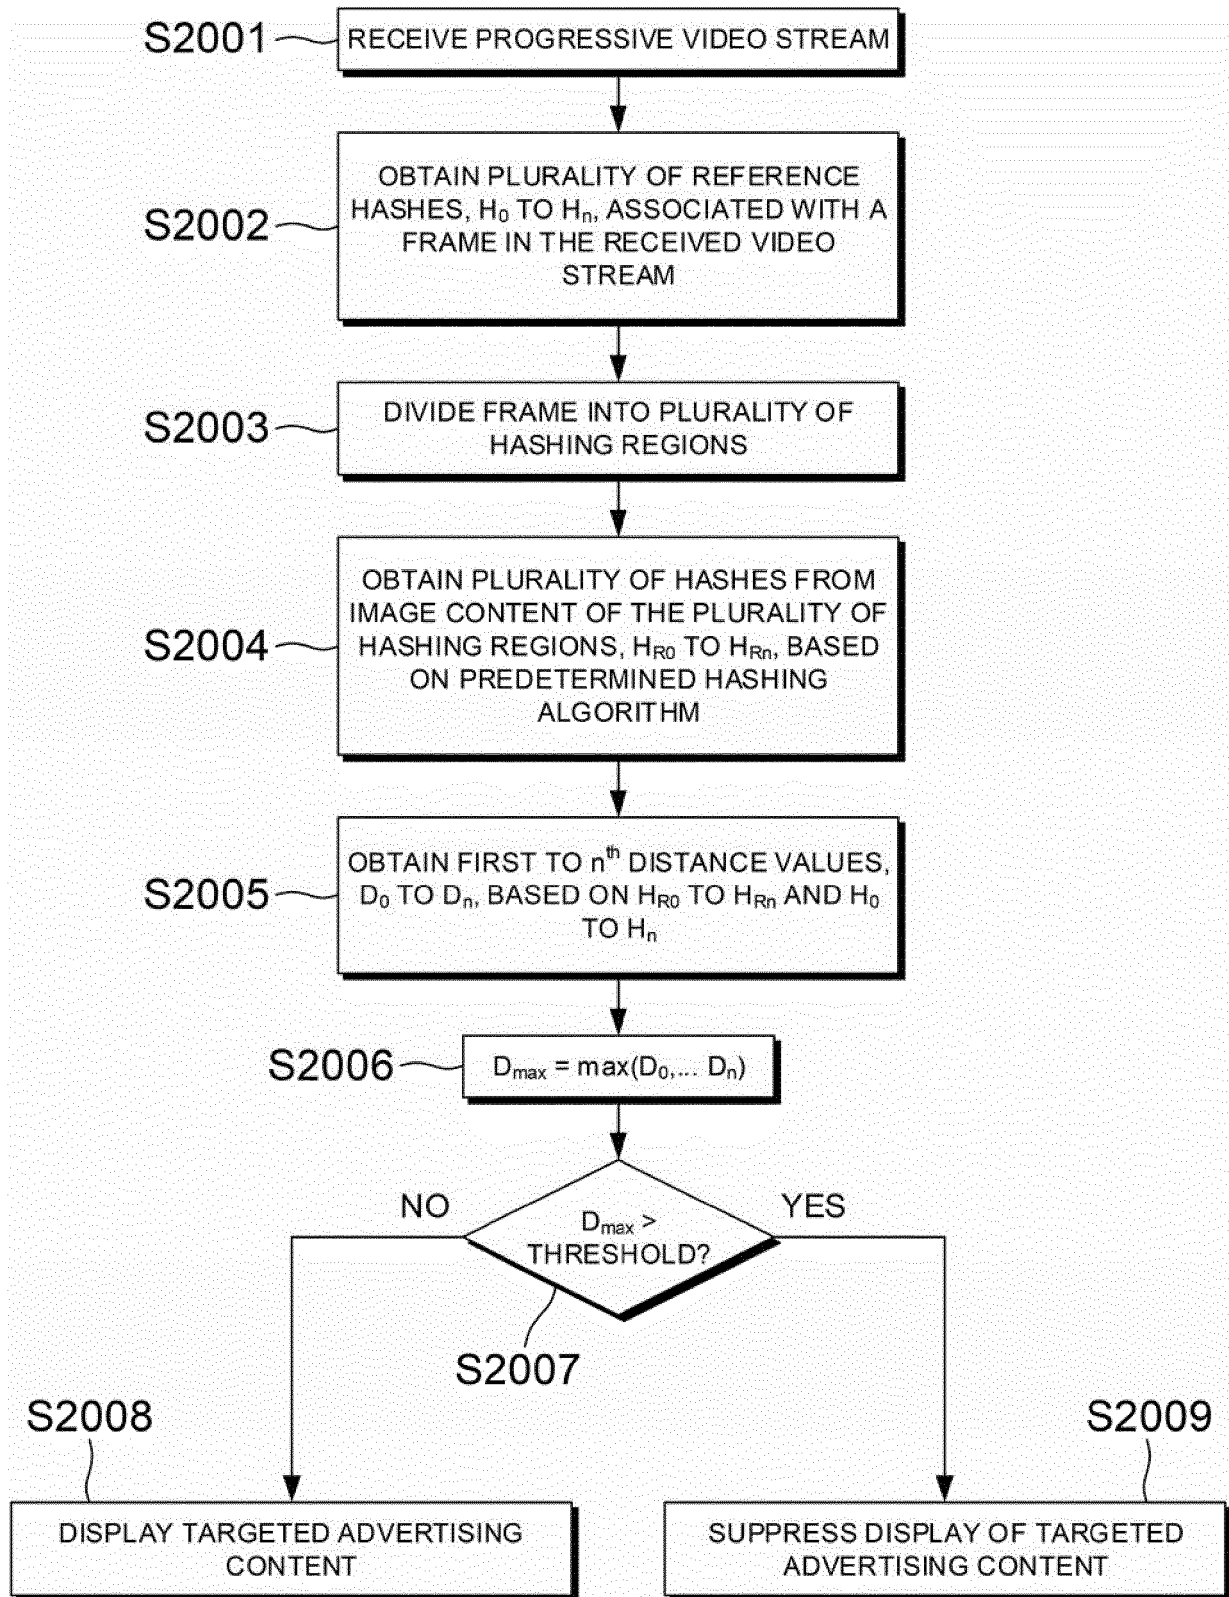 S2001
RECEIVE PROGRESSIVE VIDEO STREAM
S2002
OBTAIN PLURALITY OF REFERENCE
HASHES, H0 TO Hn, ASSOCIATED WITH A
FRAME IN THE RECEIVED VIDEO
STREAM
S2003
DIVIDE FRAME INTO PLURALITY OF
HASHING REGIONS
S2004
OBTAIN PLURALITY OF HASHES FROM
IMAGE CONTENT OF THE PLURALITY OF
HASHING REGIONS, HR0 TO HRn, BASED
ON PREDETERMINED HASHING
ALGORITHM
S2005
OBTAIN FIRST TO nth DISTANCE VALUES,
D0 TO Dn, BASED ON HR0 TO HRn AND H0
TO Hn
S2006
Dmax = max(D0,... Dn)
NO
YES
Dmax >
THRESHOLD?
S2007
S2008
S2009
DISPLAY TARGETED ADVERTISING
CONTENT
SUPPRESS DISPLAY OF TARGETED
ADVERTISING CONTENT